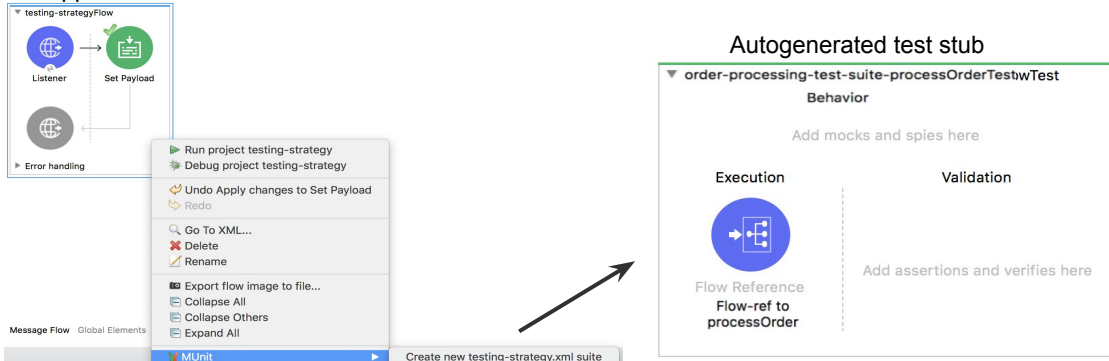 testing-strategyFlow
Listener
Set Payload
Error handling
Message Flow Global Elements
Run project testing-strategy
Debug project testing-strategy
Undo Apply changes to Set Payload
Redo
Go To XML...
Delete
Rename
Export flow image to file...
Collapse All
Collapse Others
Expand All
MUnit
Create new testing-strategy.xml suite
Autogenerated test stub
order-processing-test-suite-processOrderTestwTest
Behavior
Add mocks and spies here
Execution
Validation
Flow Reference
Flow-ref to
processOrder
Add assertions and verifies here